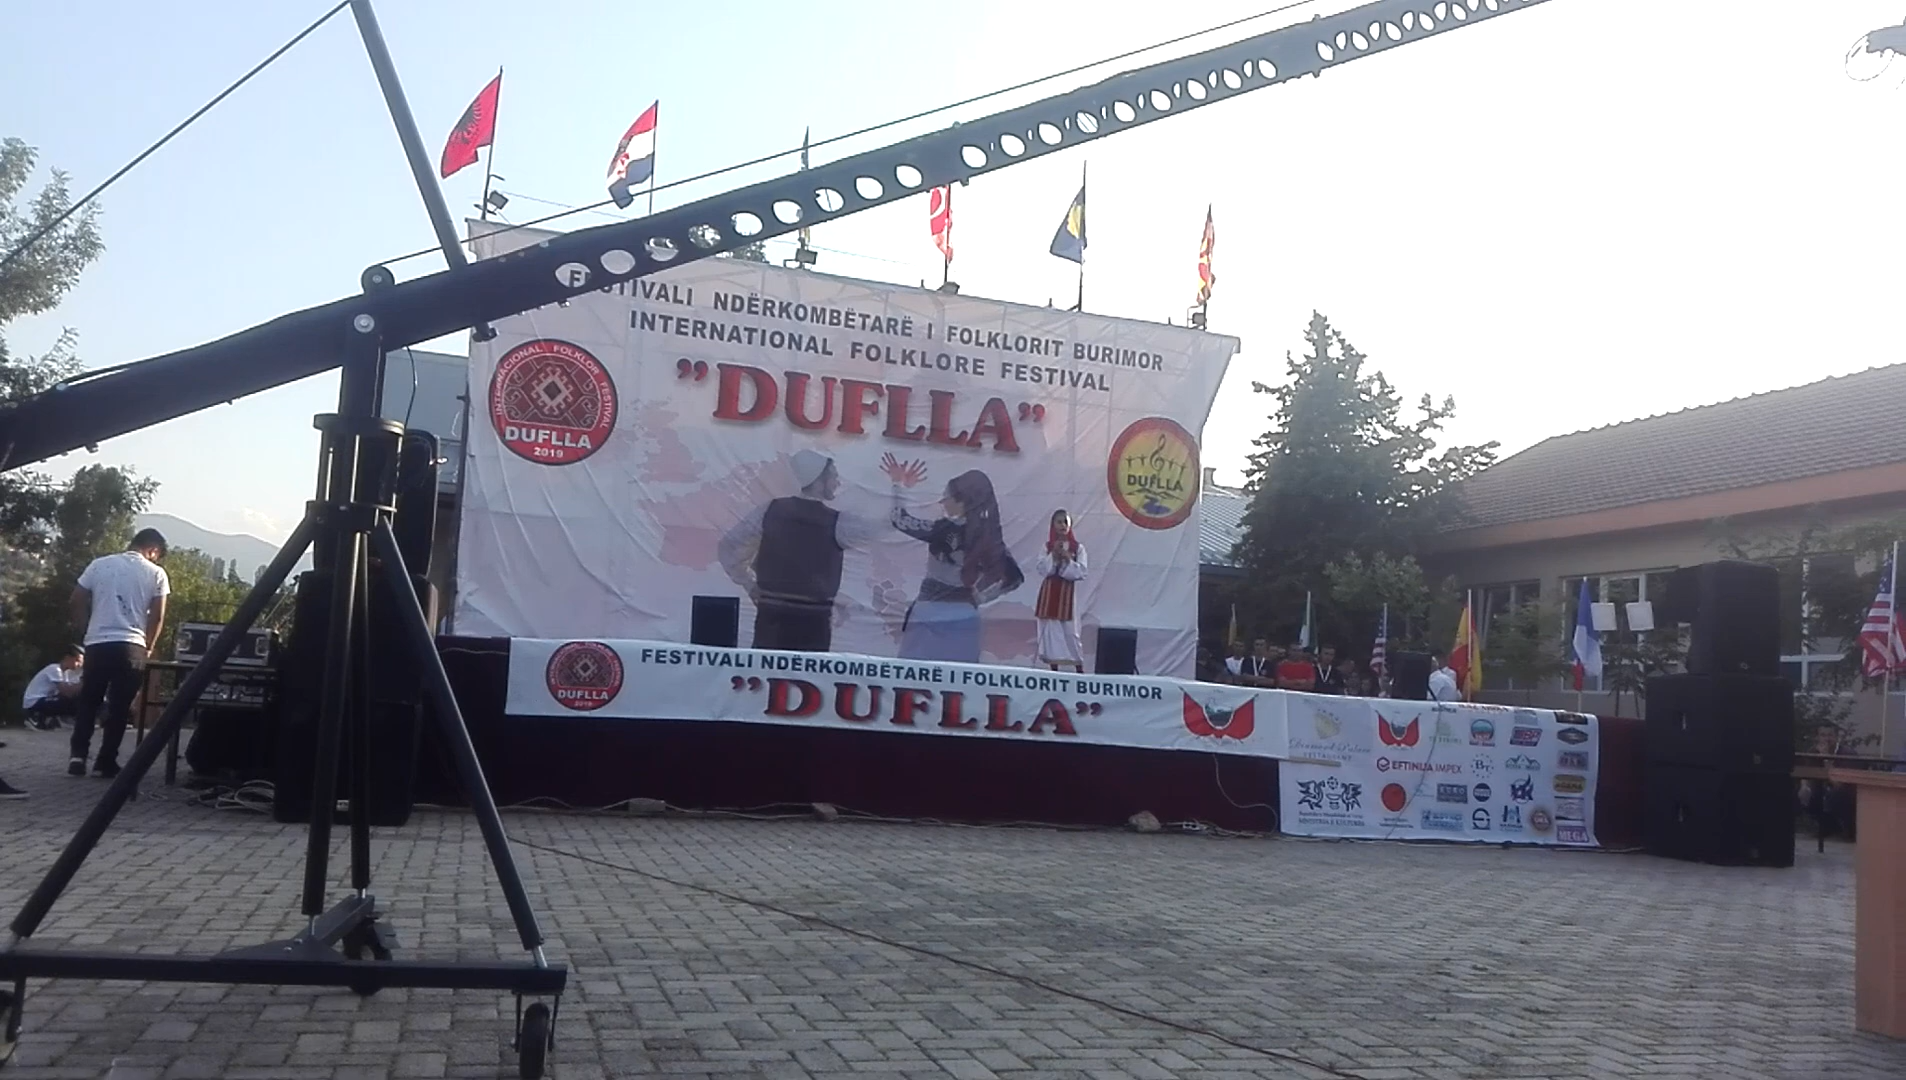 FESTIVALI NDËRKOMBËTARË I FOLKLORIT BURIMOR
INTERNATIONAL FOLKLORE FESTIVAL
”DUFLLA”
INTERNACIONAL FOLKLOR FESTIVAL
DUFLLA
2019
DUFLLA
FESTIVALI NDËRKOMBËTARË I FOLKLORIT BURIMOR
”DUFLLA”
DUFLLA
2019
EFTINIJA IMPEX
MEGA